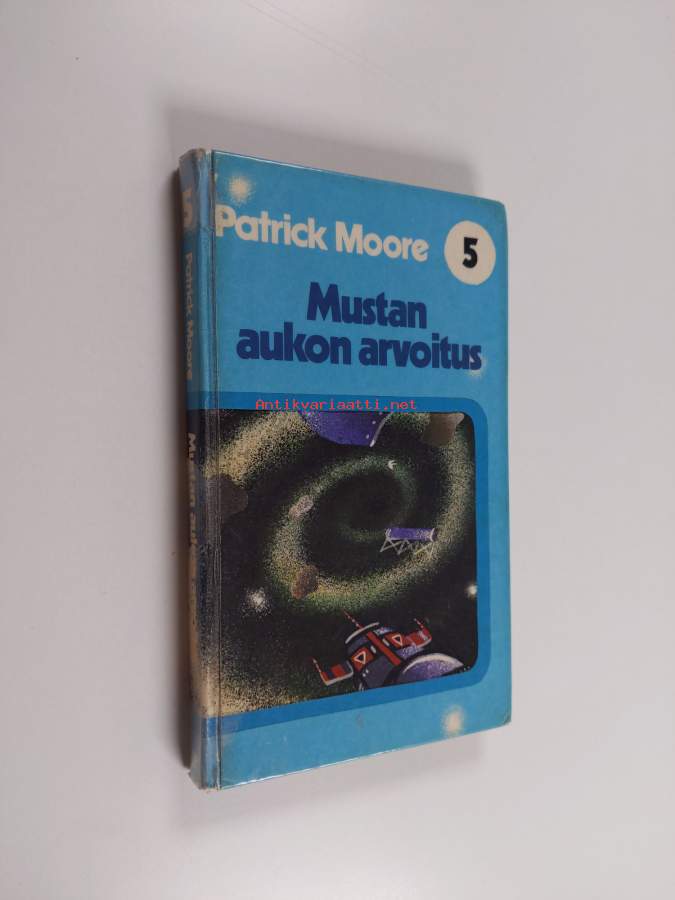 Patrick Moore
5
Mustan
aukon arvoitus
Antikvariaatti.net
5
Patrick Moore